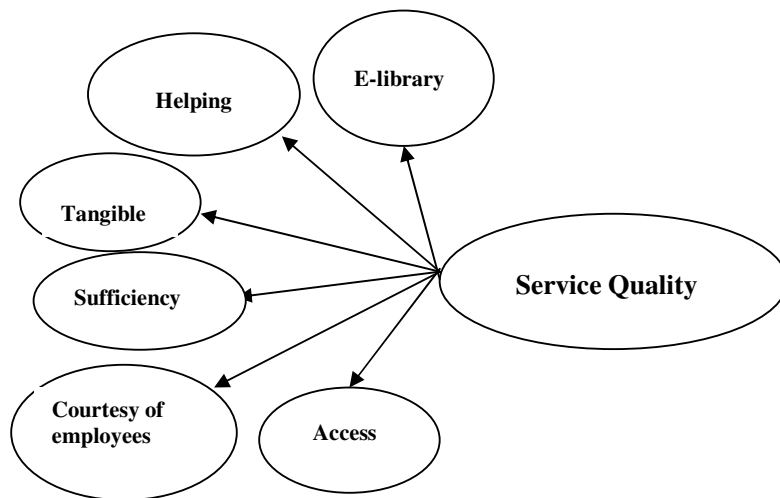 E-library
Helping
Tangible
Sufficiency
Service Quality
Courtesy of
employees
Access